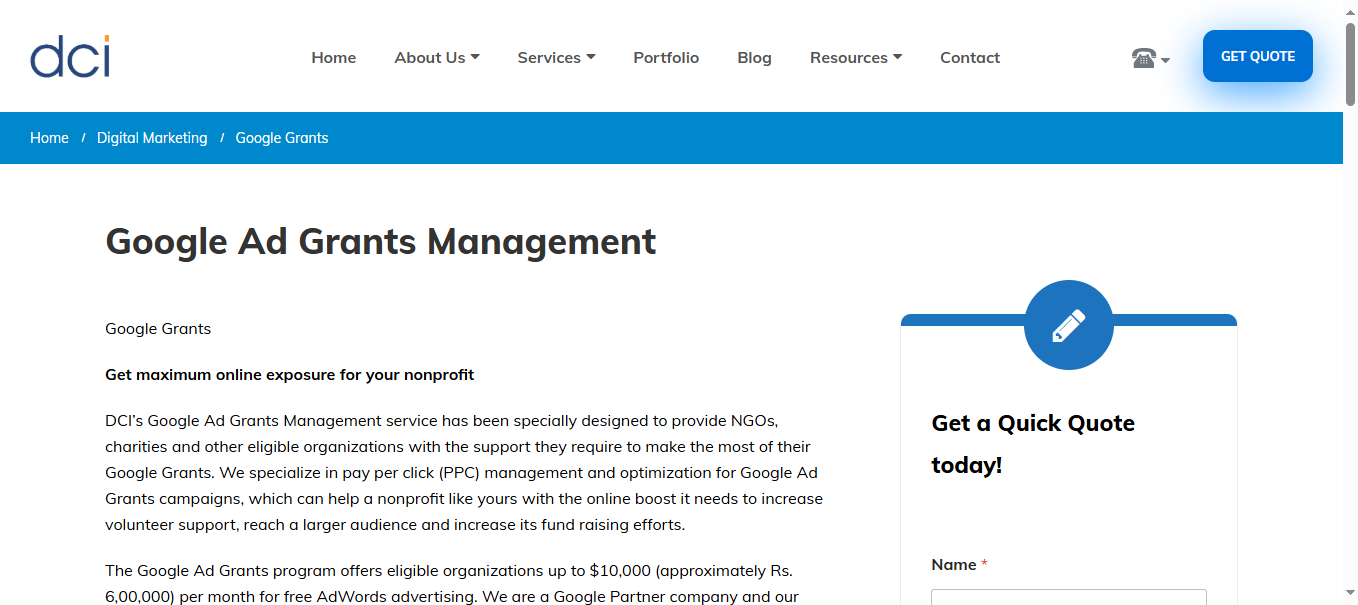 dci
Home About Us Services Portfolio Blog Resources Contact
GET QUOTE
Home / Digital Marketing / Google Grants
Google Ad Grants Management
Google Grants
Get maximum online exposure for your nonprofit
DCI’s Google Ad Grants Management service has been specially designed to provide NGOs,
charities and other eligible organizations with the support they require to make the most of their
Google Grants. We specialize in pay per click (PPC) management and optimization for Google Ad
Grants campaigns, which can help a nonprofit like yours with the online boost it needs to increase
volunteer support, reach a larger audience and increase its fund raising efforts.
The Google Ad Grants program offers eligible organizations up to $10,000 (approximately Rs.
6,00,000) per month for free AdWords advertising. We are a Google Partner company and our
Get a Quick Quote
today!
Name *